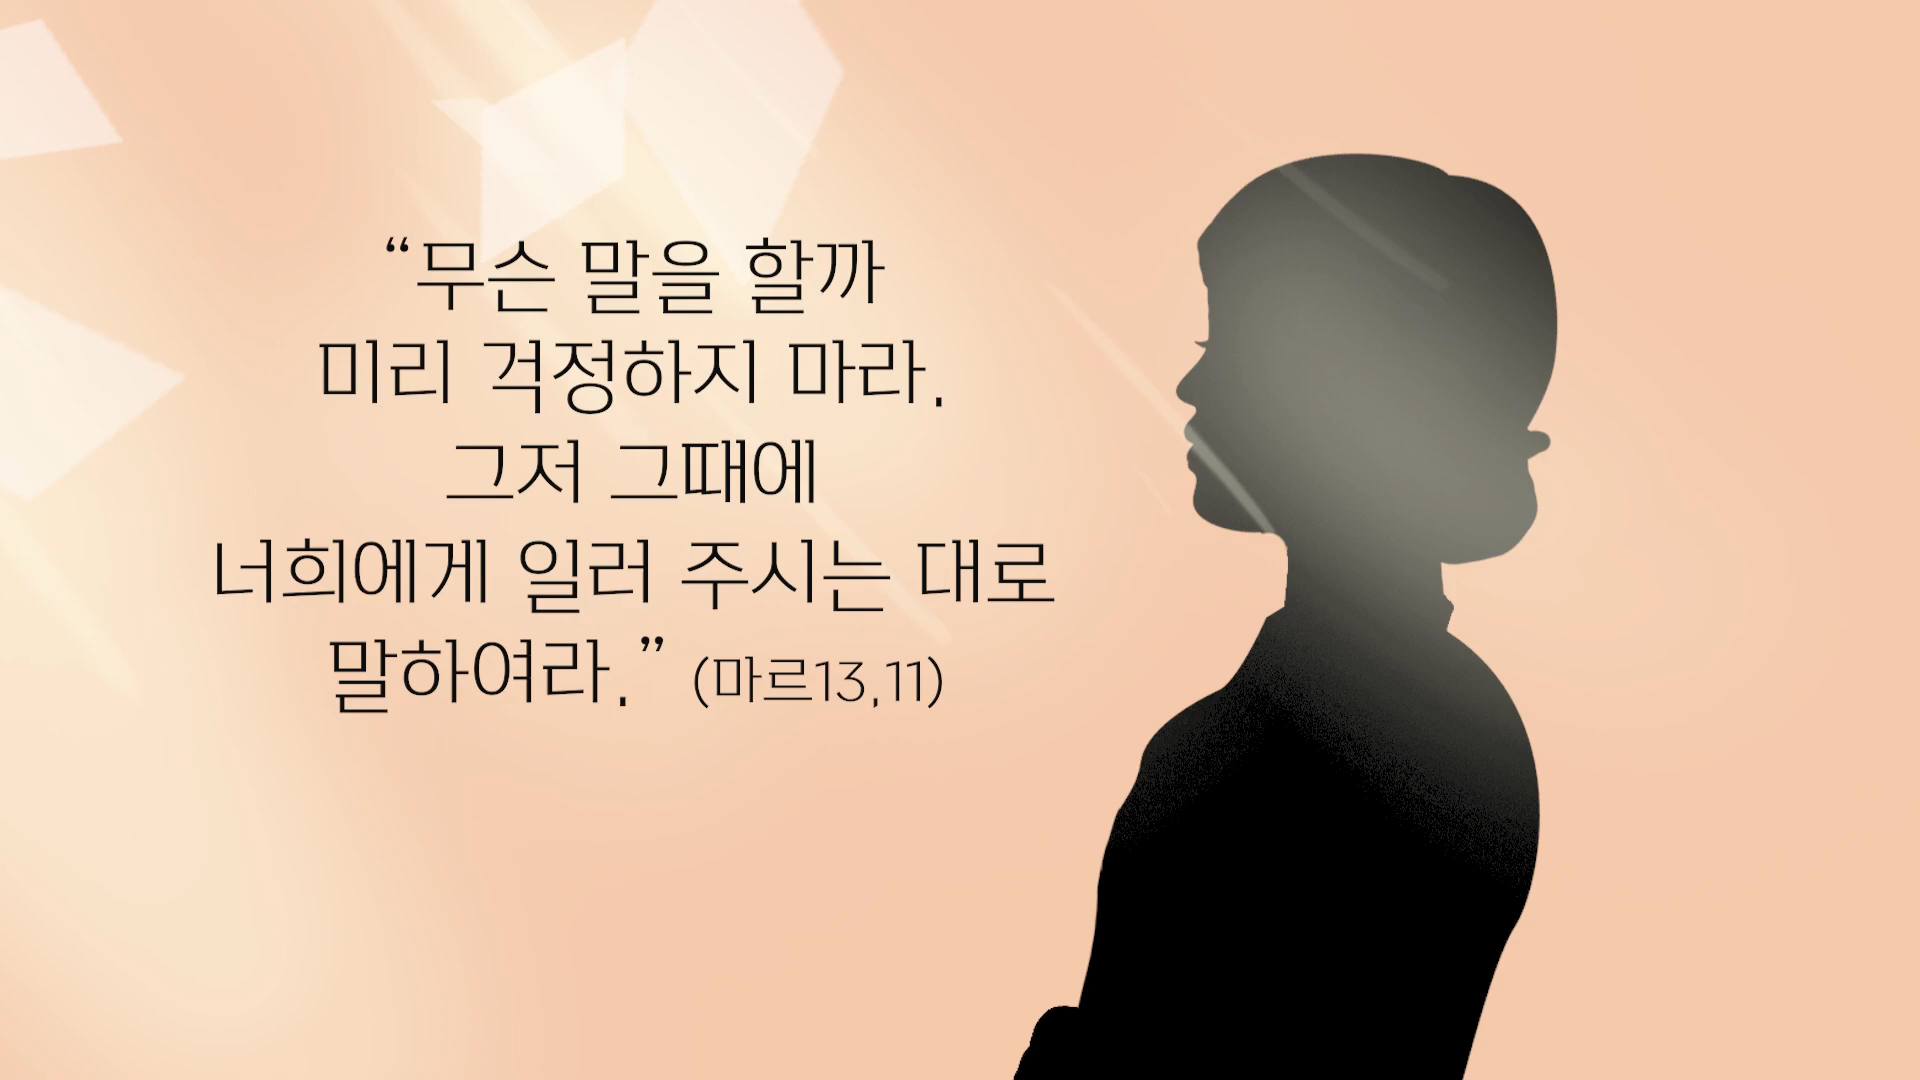 “무슨 말을 할까
미리 걱정하지 마라.
그저 그때에
너희에게 일러 주시는 대로
말하여라.” (마르13,11)